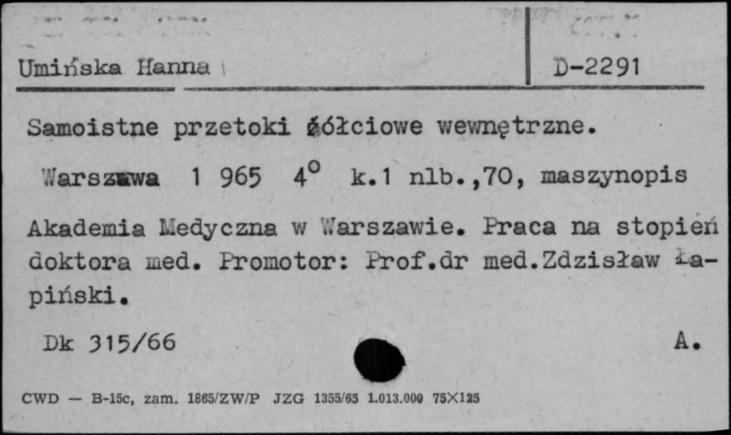 Umińska Hanna D-2291
Samoistne przetoki żółciowe wewnętrzne.
Warszawa 1 965 4° k.1 nlb.,70, maszynopis
Akademia Medyczna w Warszawie. Praca na stopień
doktora med. Promotor: Prof.dr med.Zdzisław Ła-
piński.
Dk 315/66 A.
CWD — B-15c, zam. 1865/ZW/P JZG 1355/65 1.013.000 75X125